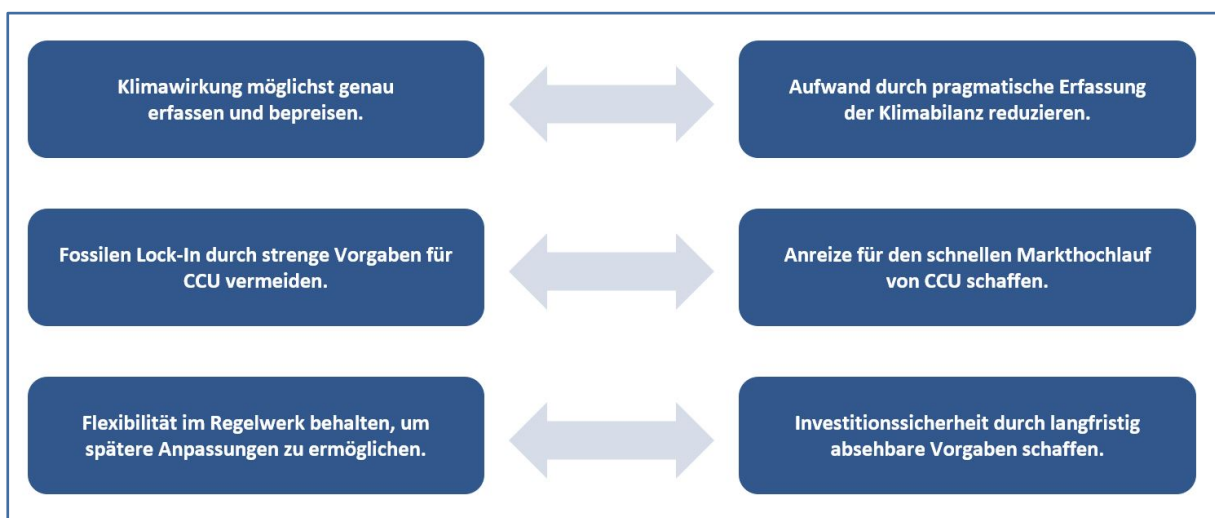 Klimawirkung möglichst genau
erfassen und bepreisen.
Aufwand durch pragmatische Erfassung
der Klimabilanz reduzieren.
Fossilen Lock-In durch strenge Vorgaben für
CCU vermeiden.
Anreize für den schnellen Markthochlauf
von CCU schaffen.
Flexibilität im Regelwerk behalten, um
spätere Anpassungen zu ermöglichen.
Investitionssicherheit durch langfristig
absehbare Vorgaben schaffen.